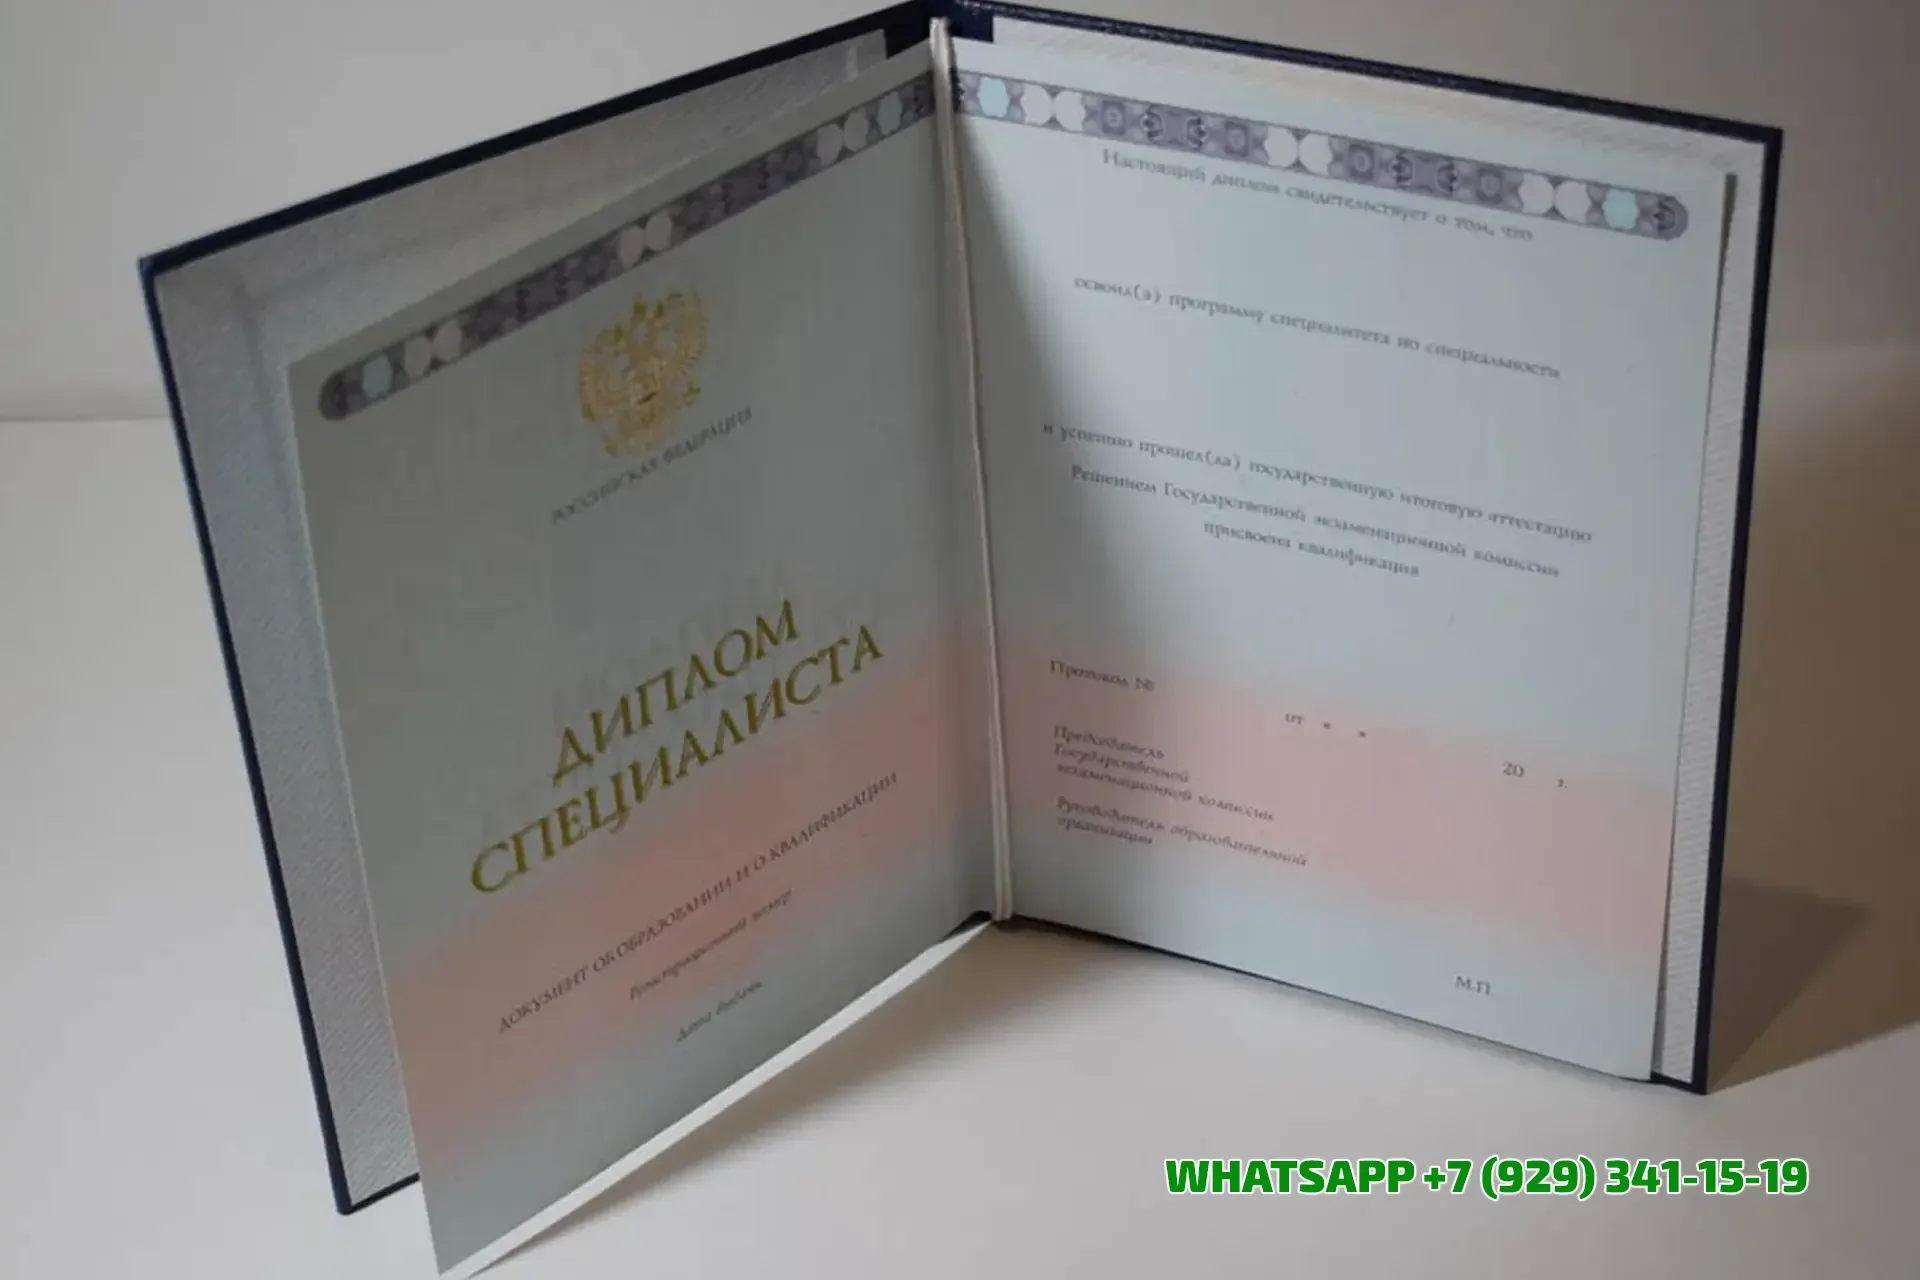 РОССИЙСКАЯ ФЕДЕРАЦИЯ
ДИПЛОМ
СПЕЦИАЛИСТА
ДОКУМЕНТ ОБ ОБРАЗОВАНИИ И О КВАЛИФИКАЦИИ
Регистрационный номер
Дата выдачи
Настоящий диплом свидетельствует о том, что
освоил(а) программу специалитета по специальности
и успешно прошел(ла) государственную итоговую аттестацию
Решением Государственной экзаменационной комиссии
присвоена квалификация
Протокол №
от « »
20 г.
Председатель
Государственной
экзаменационной комиссии
Руководитель образовательной
организации
М.П.
WHATSAPP +7 (929) 341-15-19